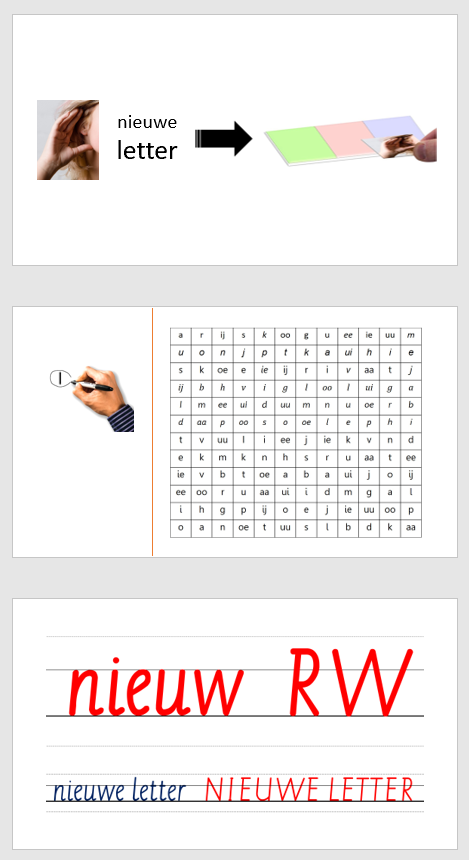 nieuwe
letter
l
a r ij s k oo g u ee ie uu m
u o n j p t k a ui h i e
s k oe e ie ij r i v aa t j
ij b h v i g l oo l ui g a
l m ee ui d uu m n u oe r b
d aa p oo s o oe l e p h i
t v uu l i ee j ie k v n d
e k m k n h s r u aa t ee
ie v b t oe a b a ui j o ij
ee oo r u aa ui i d m g a l
i h g p ij o e j ie uu oo p
o a n oe t uu s l b d k aa
nieuw RW
nieuwe letter NIEUWE LETTER